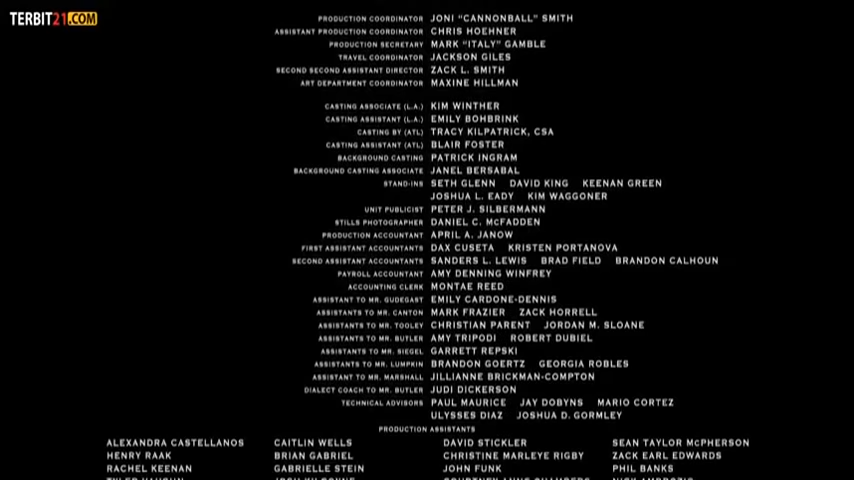 TERBIT21.COM
PRODUCTION COORDINATOR JONI “CANNONBALL” SMITH
ASSISTANT PRODUCTION COORDINATOR CHRIS HOEHNER
PRODUCTION SECRETARY MARK “ITALY” GAMBLE
TRAVEL COORDINATOR JACKSON GILES
SECOND SECOND ASSISTANT DIRECTOR ZACK L. SMITH
ART DEPARTMENT COORDINATOR MAXINE HILLMAN
CASTING ASSOCIATE (L.A.) KIM WINTHER
CASTING ASSISTANT (L.A.) EMILY BOHBRINK
CASTING BY (ATL) TRACY KILPATRICK, CSA
CASTING ASSISTANT (ATL) BLAIR FOSTER
BACKGROUND CASTING PATRICK INGRAM
BACKGROUND CASTING ASSOCIATE JANEL BERSABAL
STAND-INS SETH GLENN DAVID KING KEENAN GREEN
JOSHUA L. EADY KIM WAGGONER
UNIT PUBLICIST PETER J. SILBERMANN
STILLS PHOTOGRAPHER DANIEL C. McFADDEN
PRODUCTION ACCOUNTANT APRIL A. JANOW
FIRST ASSISTANT ACCOUNTANTS DAX CUSETA KRISTEN PORTANOVA
SECOND ASSISTANT ACCOUNTANTS SANDERS L. LEWIS BRAD FIELD BRANDON CALHOUN
PAYROLL ACCOUNTANT AMY DENNING WINFREY
ACCOUNTING CLERK MONTAE REED
ASSISTANT TO MR. GUDEGAST EMILY CARDONE-DENNIS
ASSISTANTS TO MR. CANTON MARK FRAZIER ZACK HORRELL
ASSISTANTS TO MR. TOOLEY CHRISTIAN PARENT JORDAN M. SLOANE
ASSISTANTS TO MR. BUTLER AMY TRIPODI ROBERT DUBIEL
ASSISTANTS TO MR. SIEGEL GARRETT REPSKI
ASSISTANTS TO MR. LUMPKIN BRANDON GOERTZ GEORGIA ROBLES
ASSISTANT TO MR. MARSHALL JILLIANNE BRICKMAN-COMPTON
DIALECT COACH TO MR. BUTLER JUDI DICKERSON
TECHNICAL ADVISORS PAUL MAURICE JAY DOBYNS MARIO CORTEZ
ULYSSES DIAZ JOSHUA D. GORMLEY
PRODUCTION ASSISTANTS
ALEXANDRA CASTELLANOS CAITLIN WELLS DAVID STICKLER SEAN TAYLOR McPHERSON
HENRY RAAK BRIAN GABRIEL CHRISTINE MARLEYE RIGBY ZACK EARL EDWARDS
RACHEL KEENAN GABRIELLE STEIN JOHN FUNK PHIL BANKS